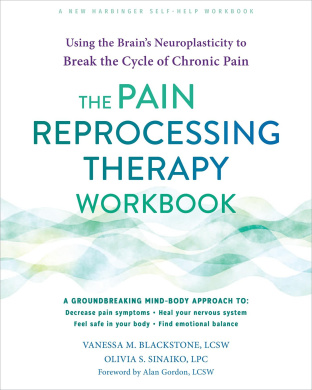 A NEW HARBINGER SELF-HELP WORKBOOK
Using the Brain's Neuroplasticity to
Break the Cycle of Chronic Pain
THE PAIN
REPROCESSING
THERAPY
WORKBOOK
A GROUNDBREAKING MIND-BODY APPROACH TO:
Decrease pain symptoms • Heal your nervous system
Feel safe in your body • Find emotional balance
VANESSA M. BLACKSTONE, LCSW
OLIVIA S. SINAIKO, LPC
Foreword by Alan Gordon, LCSW